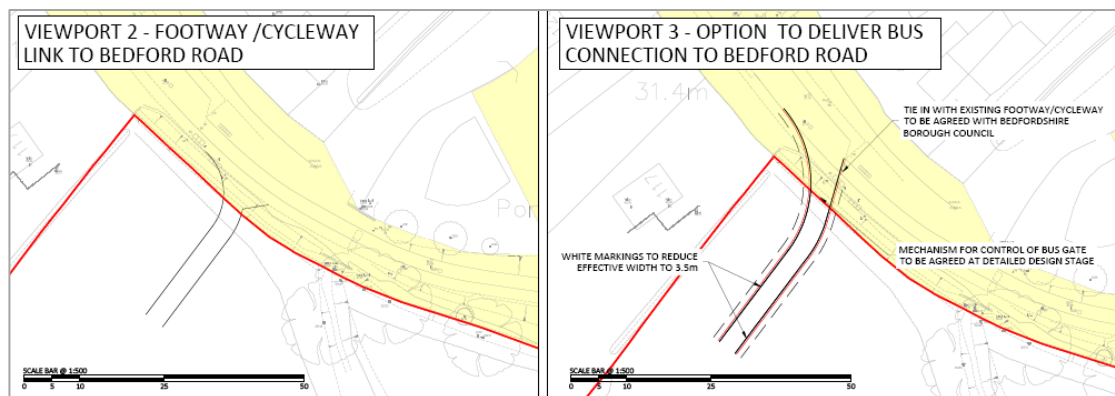 VIEWPORT 2 - FOOTWAY /CYCLEWAY
LINK TO BEDFORD ROAD
Por
SCALE BAR @ 1:500
0 5 10 25 50
VIEWPORT 3 - OPTION TO DELIVER BUS
CONNECTION TO BEDFORD ROAD
31.4m
TIE IN WITH EXISTING FOOTWAY/CYCLEWAY
TO BE AGREED WITH BEDFORDSHIRE
BOROUGH COUNCIL
WHITE MARKINGS TO REDUCE
EFFECTIVE WIDTH TO 3.5m
MECHANISM FOR CONTROL OF BUS GATE
TO BE AGREED AT DETAILED DESIGN STAGE
SCALE BAR @ 1:500
0 5 10 25 50